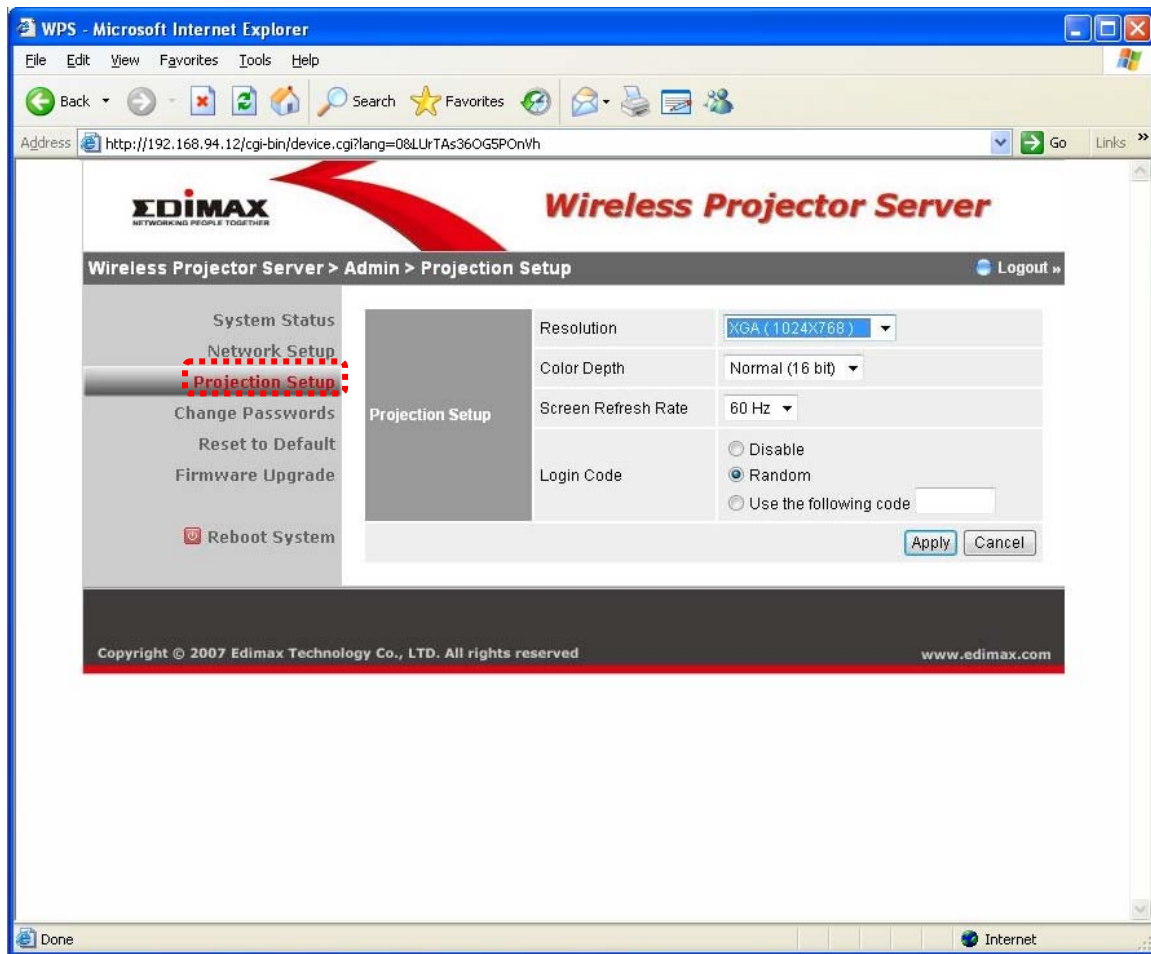 WPS - Microsoft Internet Explorer
File Edit View Favorites Tools Help
Back Search Favorites
Address http://192.168.94.12/cgi-bin/device.cgi?lang=0&LUrTAs36OG5POnVh Go Links »
EDIMAX
NETWORKING PEOPLE TOGETHER
Wireless Projector Server
Wireless Projector Server > Admin > Projection Setup Logout »
System Status
Network Setup
Projection Setup
Change Passwords
Reset to Default
Firmware Upgrade
Reboot System
Projection Setup
Resolution XGA ( 1024X768 )
Color Depth Normal (16 bit)
Screen Refresh Rate 60 Hz
Login Code
Disable
Random
Use the following code
Apply Cancel
Copyright © 2007 Edimax Technology Co., LTD. All rights reserved www.edimax.com
Done Internet